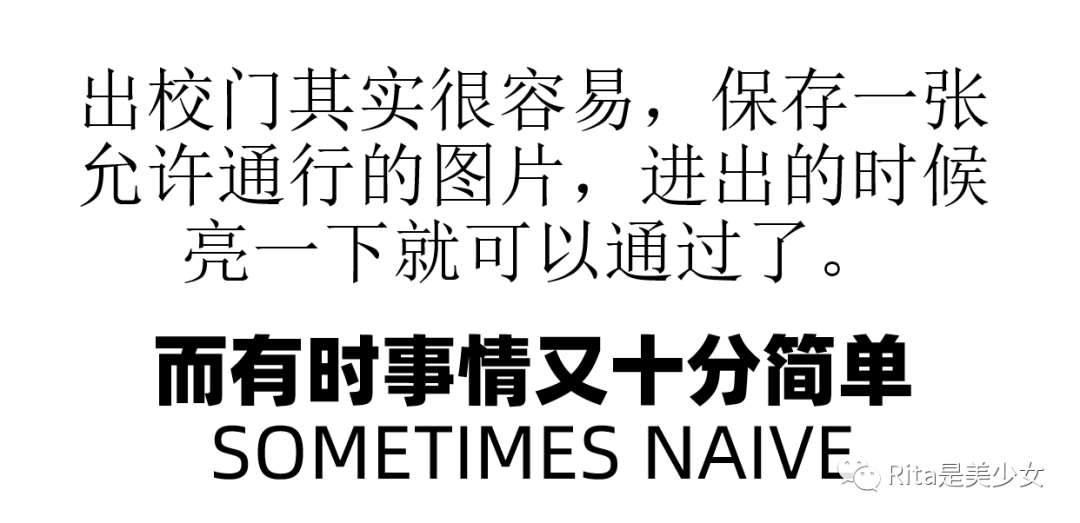 出校门其实很容易，保存一张
允许通行的图片，进出的时候
亮一下就可以通过了。
而有时事情又十分简单
SOMETIMES NAIVE
Rita是美少女